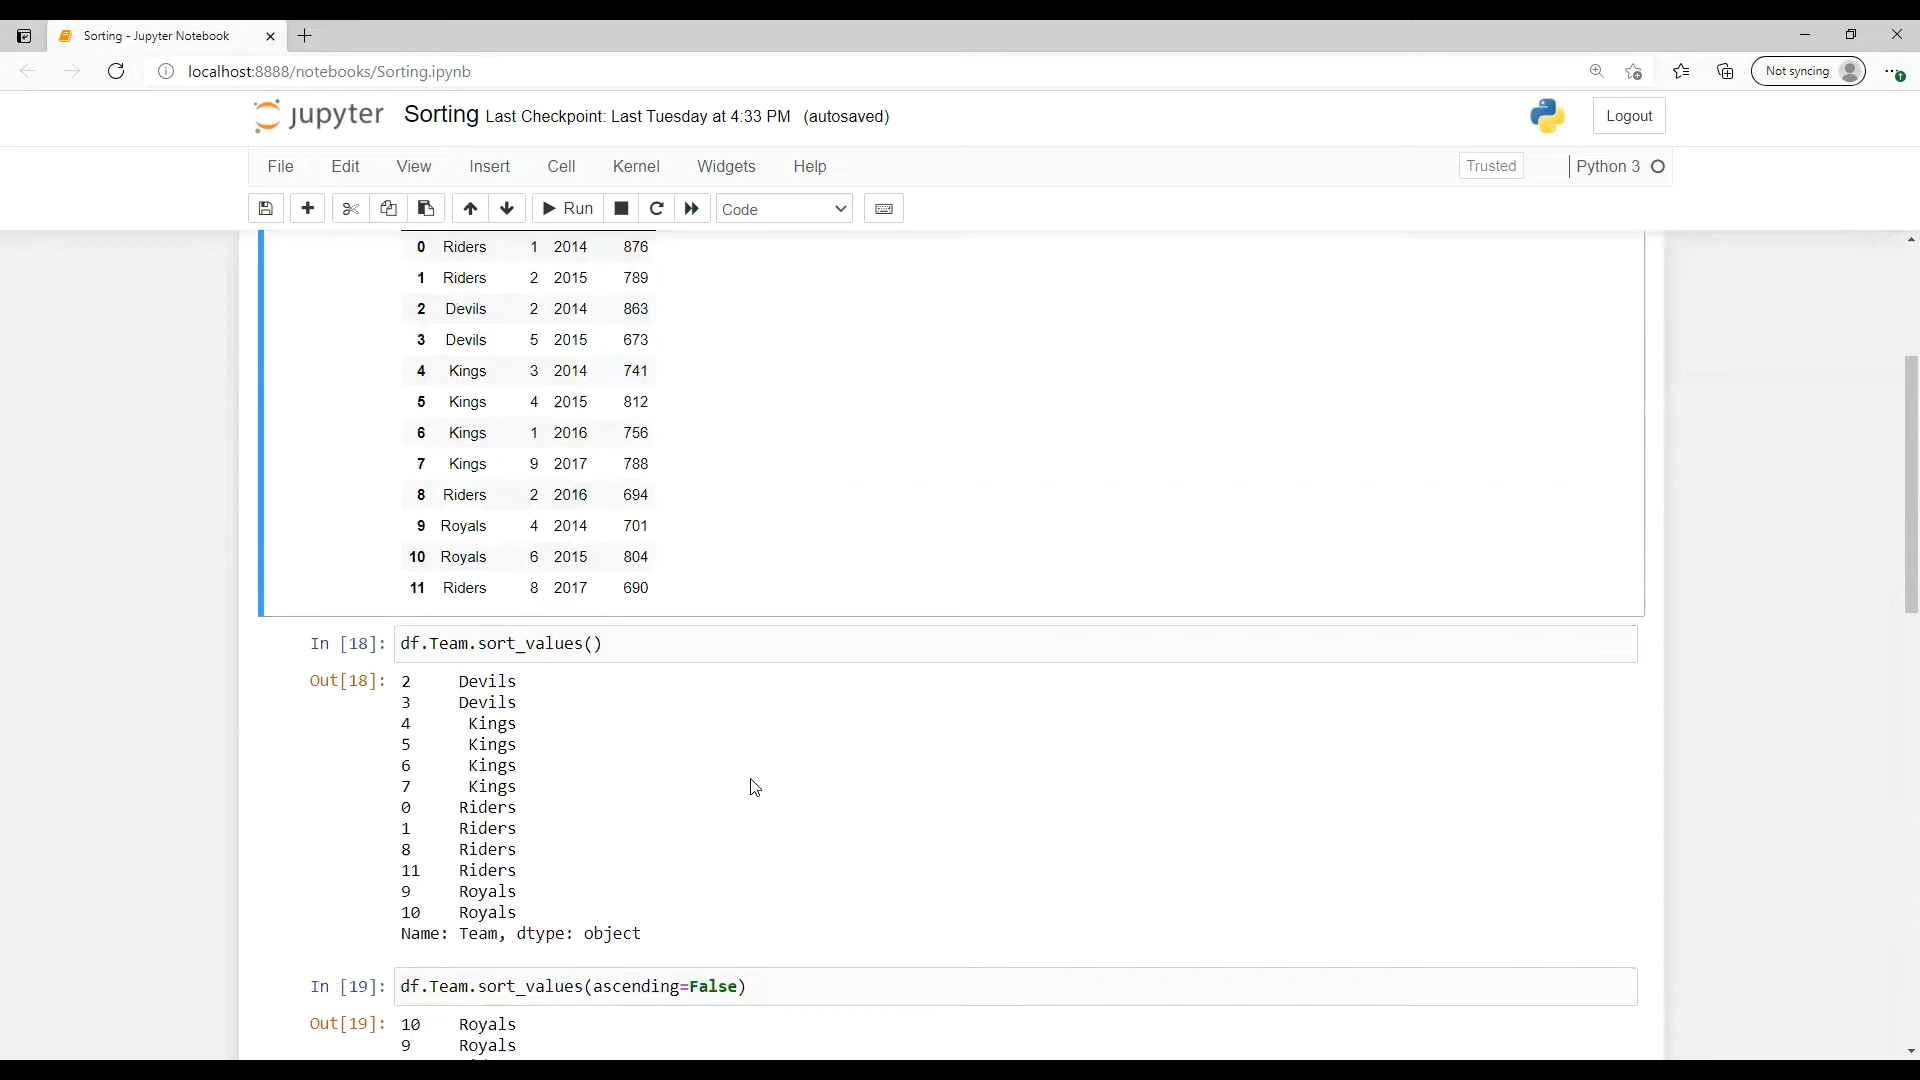 Sorting - Jupyter Notebook
localhost:8888/notebooks/Sorting.ipynb
Not syncing
jupyter Sorting Last Checkpoint: Last Tuesday at 4:33 PM (autosaved)
Logout
File Edit View Insert Cell Kernel Widgets Help
Trusted
Python 3
Run
Code
0 Riders 1 2014 876
1 Riders 2 2015 789
2 Devils 2 2014 863
3 Devils 5 2015 673
4 Kings 3 2014 741
5 Kings 4 2015 812
6 Kings 1 2016 756
7 Kings 9 2017 788
8 Riders 2 2016 694
9 Royals 4 2014 701
10 Royals 6 2015 804
11 Riders 8 2017 690
In [18]: df.Team.sort_values()
Out[18]: 2 Devils
3 Devils
4 Kings
5 Kings
6 Kings
7 Kings
0 Riders
1 Riders
8 Riders
11 Riders
9 Royals
10 Royals
Name: Team, dtype: object
In [19]: df.Team.sort_values(ascending=False)
Out[19]: 10 Royals
9 Royals